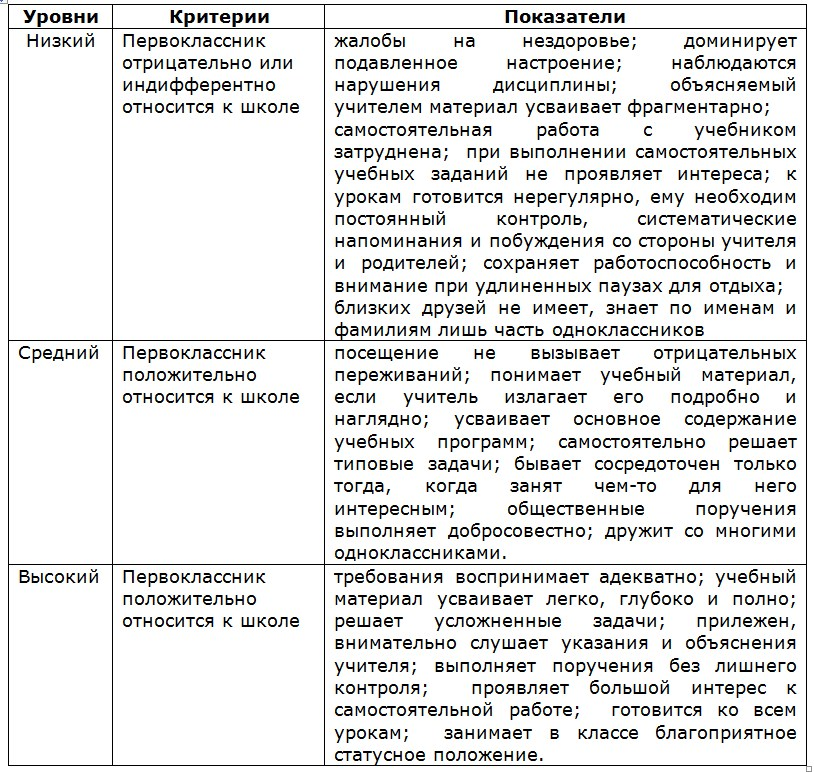 Уровни Критерии Показатели
Низкий
Первоклассник
отрицательно или
индифферентно
относится к школе
жалобы на нездоровье; доминирует
подавленное настроение; наблюдаются
нарушения дисциплины; объясняемый
учителем материал усваивает фрагментарно;
самостоятельная работа с учебником
затруднена; при выполнении самостоятельных
учебных заданий не проявляет интереса; к
урокам готовится нерегулярно, ему необходим
постоянный контроль, систематические
напоминания и побуждения со стороны учителя
и родителей; сохраняет работоспособность и
внимание при удлиненных паузах для отдыха;
близких друзей не имеет, знает по именам и
фамилиям лишь часть одноклассников
Средний
Первоклассник
положительно
относится к школе
посещение не вызывает отрицательных
переживаний; понимает учебный материал,
если учитель излагает его подробно и
наглядно; усваивает основное содержание
учебных программ; самостоятельно решает
типовые задачи; бывает сосредоточен только
тогда, когда занят чем-то для него
интересным; общественные поручения
выполняет добросовестно; дружит со многими
одноклассниками.
Высокий
Первоклассник
положительно
относится к школе
требования воспринимает адекватно; учебный
материал усваивает легко, глубоко и полно;
решает усложненные задачи; прилежен,
внимательно слушает указания и объяснения
учителя; выполняет поручения без лишнего
контроля; проявляет большой интерес к
самостоятельной работе; готовится ко всем
урокам; занимает в классе благоприятное
статусное положение.